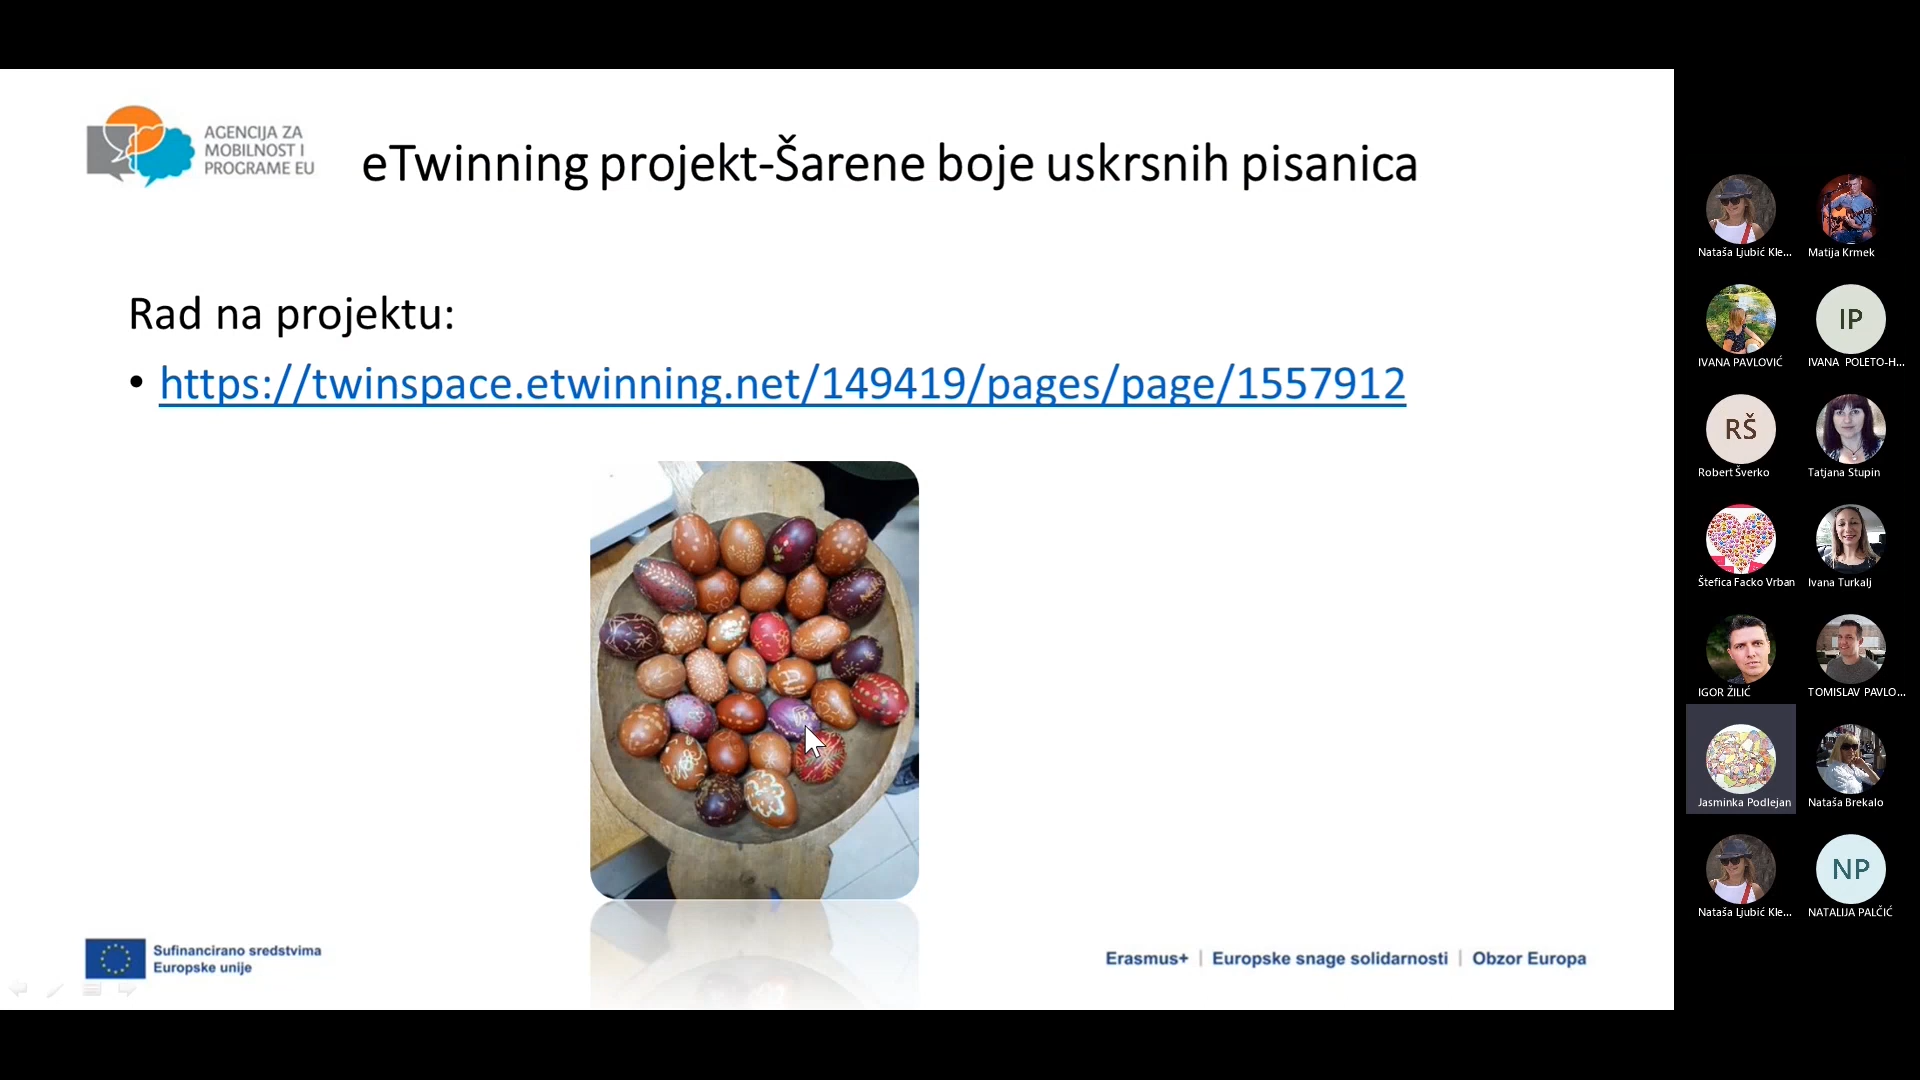 AGENCIJA ZA
MOBILNOST I
PROGRAME EU
eTwinning projekt-Šarene boje uskrsnih pisanica
Rad na projektu:
• https://twinspace.etwinning.net/149419/pages/page/1557912
Sufinancirano sredstvima
Europske unije
Erasmus+ | Europske snage solidarnosti | Obzor Europa
Nataša Ljubić Kle...
Matija Krmek
IVANA PAVLOVIĆ
IP
IVANA POLETO-H...
RŠ
Robert Šverko
Tatjana Stupin
Štefica Facko Vrban
Ivana Turkalj
IGOR ŽILIĆ
TOMISLAV PAVLO...
Jasminka Podlejan
Nataša Brekalo
Nataša Ljubić Kle...
NP
NATALIJA PALČIĆ